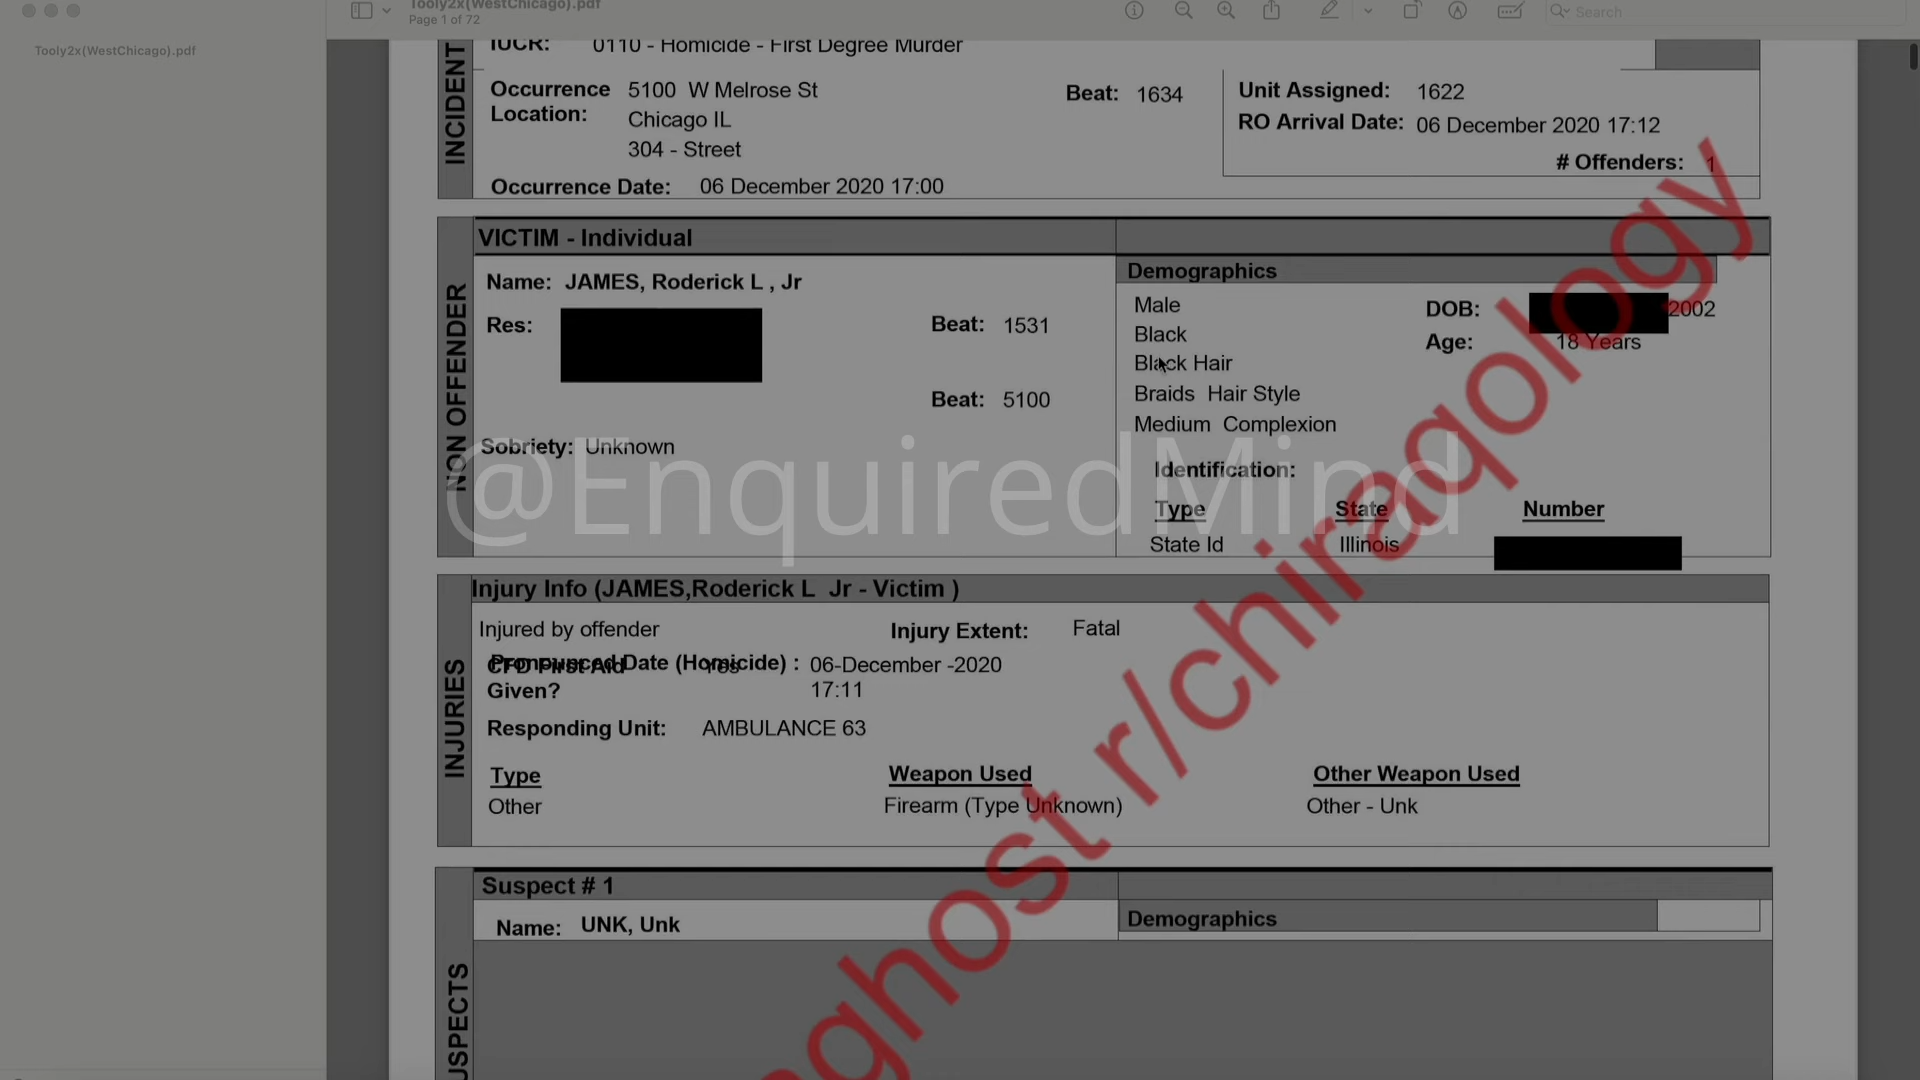 Tooly2x(WestChicago).pdf
Page 1 of 72
Search
Tooly2x(WestChicago).pdf
INCIDENT
IUCR: 0110 - Homicide - First Degree Murder
Occurrence Location: 5100 W Melrose St
Chicago IL
304 - Street
Beat: 1634
Unit Assigned: 1622
RO Arrival Date: 06 December 2020 17:12
# Offenders: 1
Occurrence Date: 06 December 2020 17:00
NON OFFENDER
VICTIM - Individual
Name: JAMES, Roderick L , Jr
Res:
Beat: 1531
Beat: 5100
Sobriety: Unknown
Demographics
Male
Black
Black Hair
Braids Hair Style
Medium Complexion
DOB: 2002
Age: 18 Years
Identification:
Type State Number
State Id Illinois
@EnquiredMind
INJURIES
Injury Info (JAMES,Roderick L Jr - Victim )
Injured by offender
Injury Extent: Fatal
Pronounced Date (Homicide) : 06-December -2020
17:11
CFD First Aid Yes
Given?
Responding Unit: AMBULANCE 63
Type Weapon Used Other Weapon Used
Other Firearm (Type Unknown) Other - Unk
USPECTS
Suspect # 1
Name: UNK, Unk
Demographics
aghost r/chiraqology